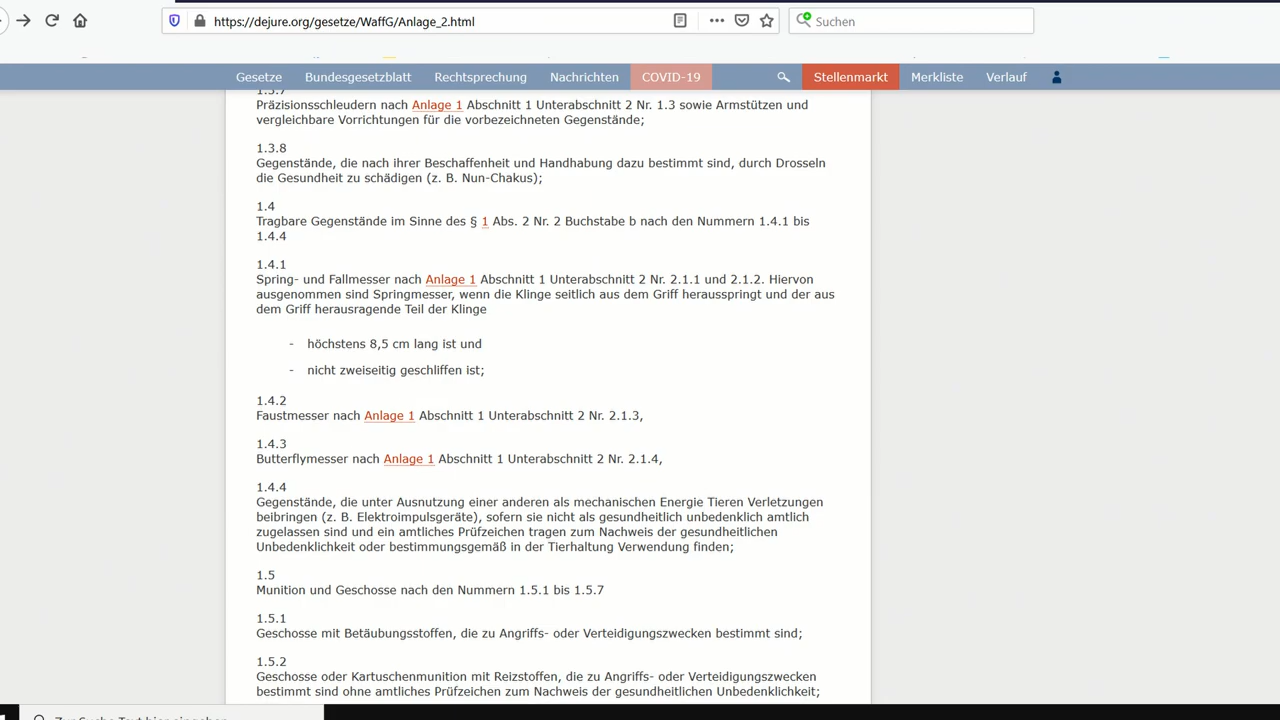 https://dejure.org/gesetze/WaffG/Anlage_2.html
Suchen
Gesetze Bundesgesetzblatt Rechtsprechung Nachrichten COVID-19 Stellenmarkt Merkliste Verlauf
1.3.7
Präzisionsschleudern nach Anlage 1 Abschnitt 1 Unterabschnitt 2 Nr. 1.3 sowie Armstützen und
vergleichbare Vorrichtungen für die vorbezeichneten Gegenstände;
1.3.8
Gegenstände, die nach ihrer Beschaffenheit und Handhabung dazu bestimmt sind, durch Drosseln
die Gesundheit zu schädigen (z. B. Nun-Chakus);
1.4
Tragbare Gegenstände im Sinne des § 1 Abs. 2 Nr. 2 Buchstabe b nach den Nummern 1.4.1 bis
1.4.4
1.4.1
Spring- und Fallmesser nach Anlage 1 Abschnitt 1 Unterabschnitt 2 Nr. 2.1.1 und 2.1.2. Hiervon
ausgenommen sind Springmesser, wenn die Klinge seitlich aus dem Griff herausspringt und der aus
dem Griff herausragende Teil der Klinge
- höchstens 8,5 cm lang ist und
- nicht zweiseitig geschliffen ist;
1.4.2
Faustmesser nach Anlage 1 Abschnitt 1 Unterabschnitt 2 Nr. 2.1.3,
1.4.3
Butterflymesser nach Anlage 1 Abschnitt 1 Unterabschnitt 2 Nr. 2.1.4,
1.4.4
Gegenstände, die unter Ausnutzung einer anderen als mechanischen Energie Tieren Verletzungen
beibringen (z. B. Elektroimpulsgeräte), sofern sie nicht als gesundheitlich unbedenklich amtlich
zugelassen sind und ein amtliches Prüfzeichen tragen zum Nachweis der gesundheitlichen
Unbedenklichkeit oder bestimmungsgemäß in der Tierhaltung Verwendung finden;
1.5
Munition und Geschosse nach den Nummern 1.5.1 bis 1.5.7
1.5.1
Geschosse mit Betäubungsstoffen, die zu Angriffs- oder Verteidigungszwecken bestimmt sind;
1.5.2
Geschosse oder Kartuschenmunition mit Reizstoffen, die zu Angriffs- oder Verteidigungszwecken
bestimmt sind ohne amtliches Prüfzeichen zum Nachweis der gesundheitlichen Unbedenklichkeit;
Zur Suche Text hier eingeben